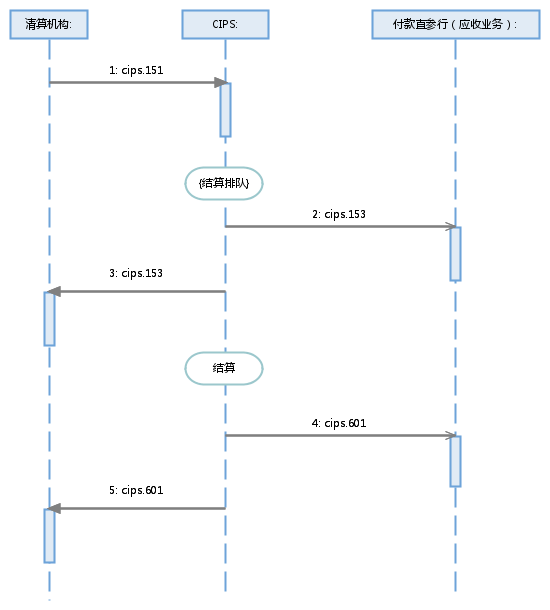 清算机构:
CIPS:
付款直参行（应收业务）:
1: cips.151
{结算排队}
2: cips.153
3: cips.153
结算
4: cips.601
5: cips.601